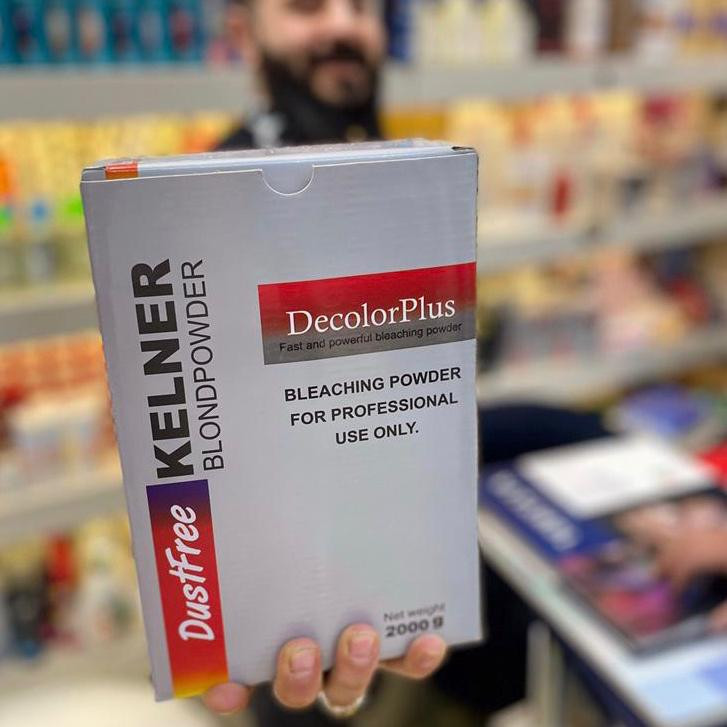 KELNER
BLONDPOWDER
DustFree
DecolorPlus
Fast and powerful bleaching powder
BLEACHING POWDER
FOR PROFESSIONAL
USE ONLY.
Net weight
2000 g